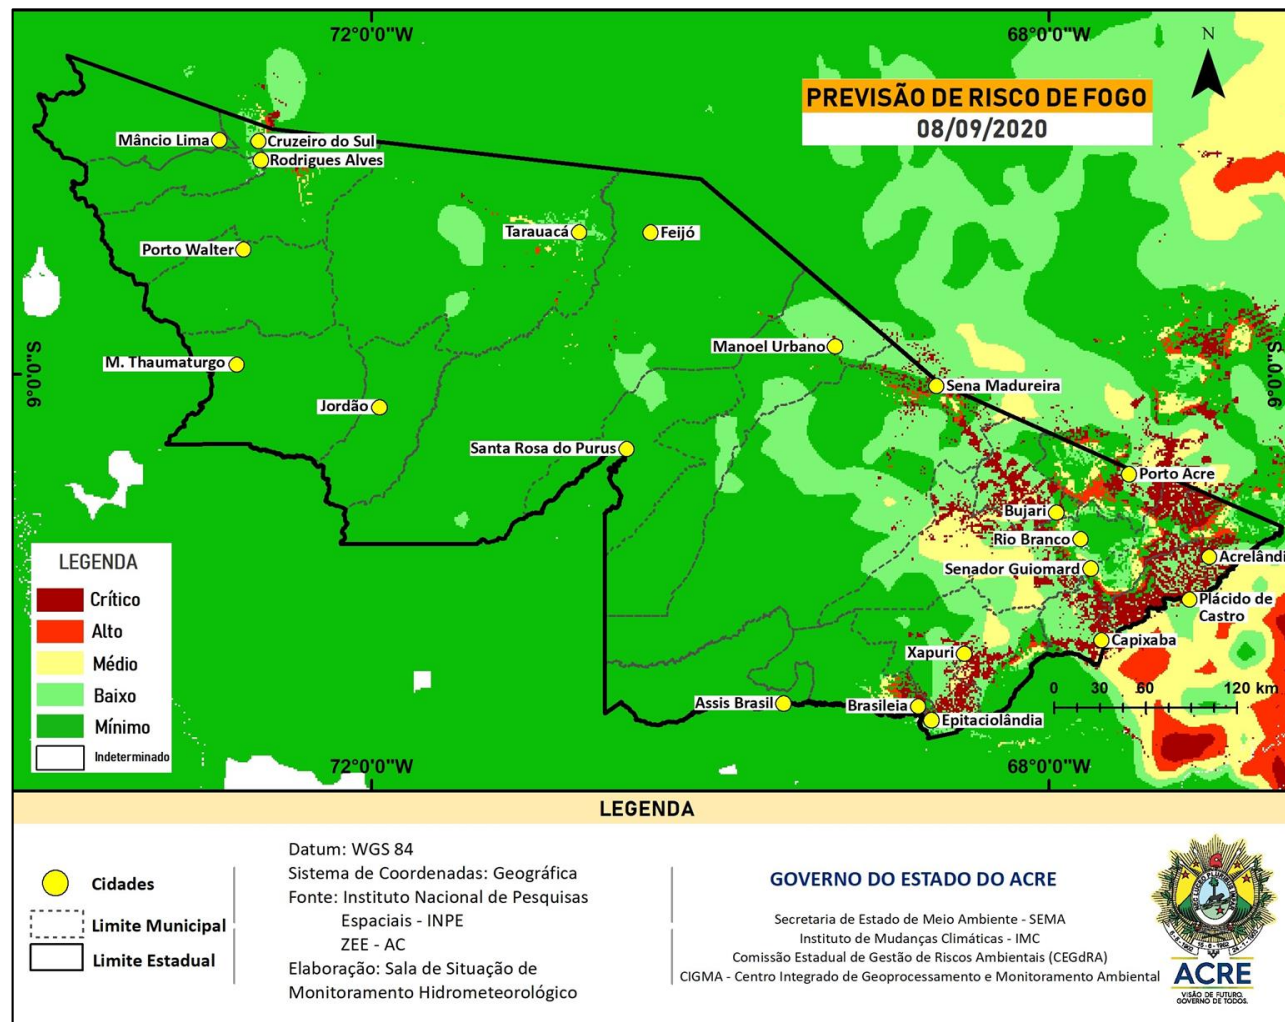 72°0'0"W
68°0'0"W
N
PREVISÃO DE RISCO DE FOGO
08/09/2020
Mâncio Lima
Cruzeiro do Sul
Rodrigues Alves
Porto Walter
Tarauacá
Feijó
M. Thaumaturgo
Jordão
Manoel Urbano
Sena Madureira
Santa Rosa do Purus
Porto Acre
Bujari
Rio Branco
Senador Guiomard
Acrelândi
Plácido de
Castro
Capixaba
Xapuri
Assis Brasil
Brasileia
Epitaciolândia
9°0'0"S
9°0'0"S
0 30 60 120 km
LEGENDA
Crítico
Alto
Médio
Baixo
Mínimo
Indeterminado
72°0'0"W
68°0'0"W
LEGENDA
Cidades
Limite Municipal
Limite Estadual
Datum: WGS 84
Sistema de Coordenadas: Geográfica
Fonte: Instituto Nacional de Pesquisas
Espaciais - INPE
ZEE - AC
Elaboração: Sala de Situação de
Monitoramento Hidrometeorológico
GOVERNO DO ESTADO DO ACRE
Secretaria de Estado de Meio Ambiente - SEMA
Instituto de Mudanças Climáticas - IMC
Comissão Estadual de Gestão de Riscos Ambientais (CEGdRA)
CIGMA - Centro Integrado de Geoprocessamento e Monitoramento Ambiental
ACRE
VISÃO DE FUTURO.
GOVERNO DE TODOS.